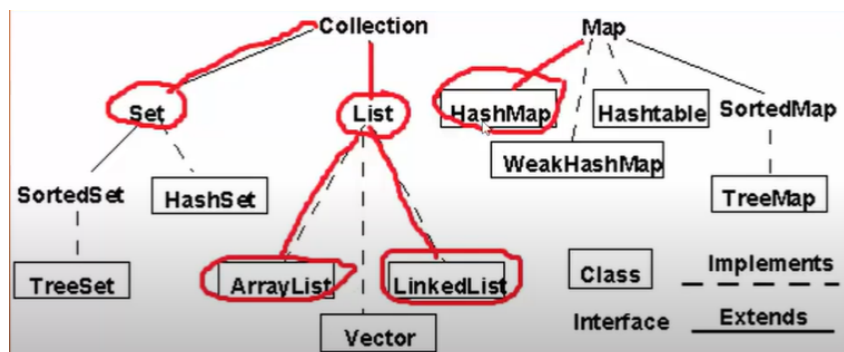 Collection
Map
Set
List
HashMap
Hashtable
SortedMap
WeakHashMap
SortedSet
HashSet
TreeMap
TreeSet
ArrayList
LinkedList
Class
Implements
Vector
Interface
Extends